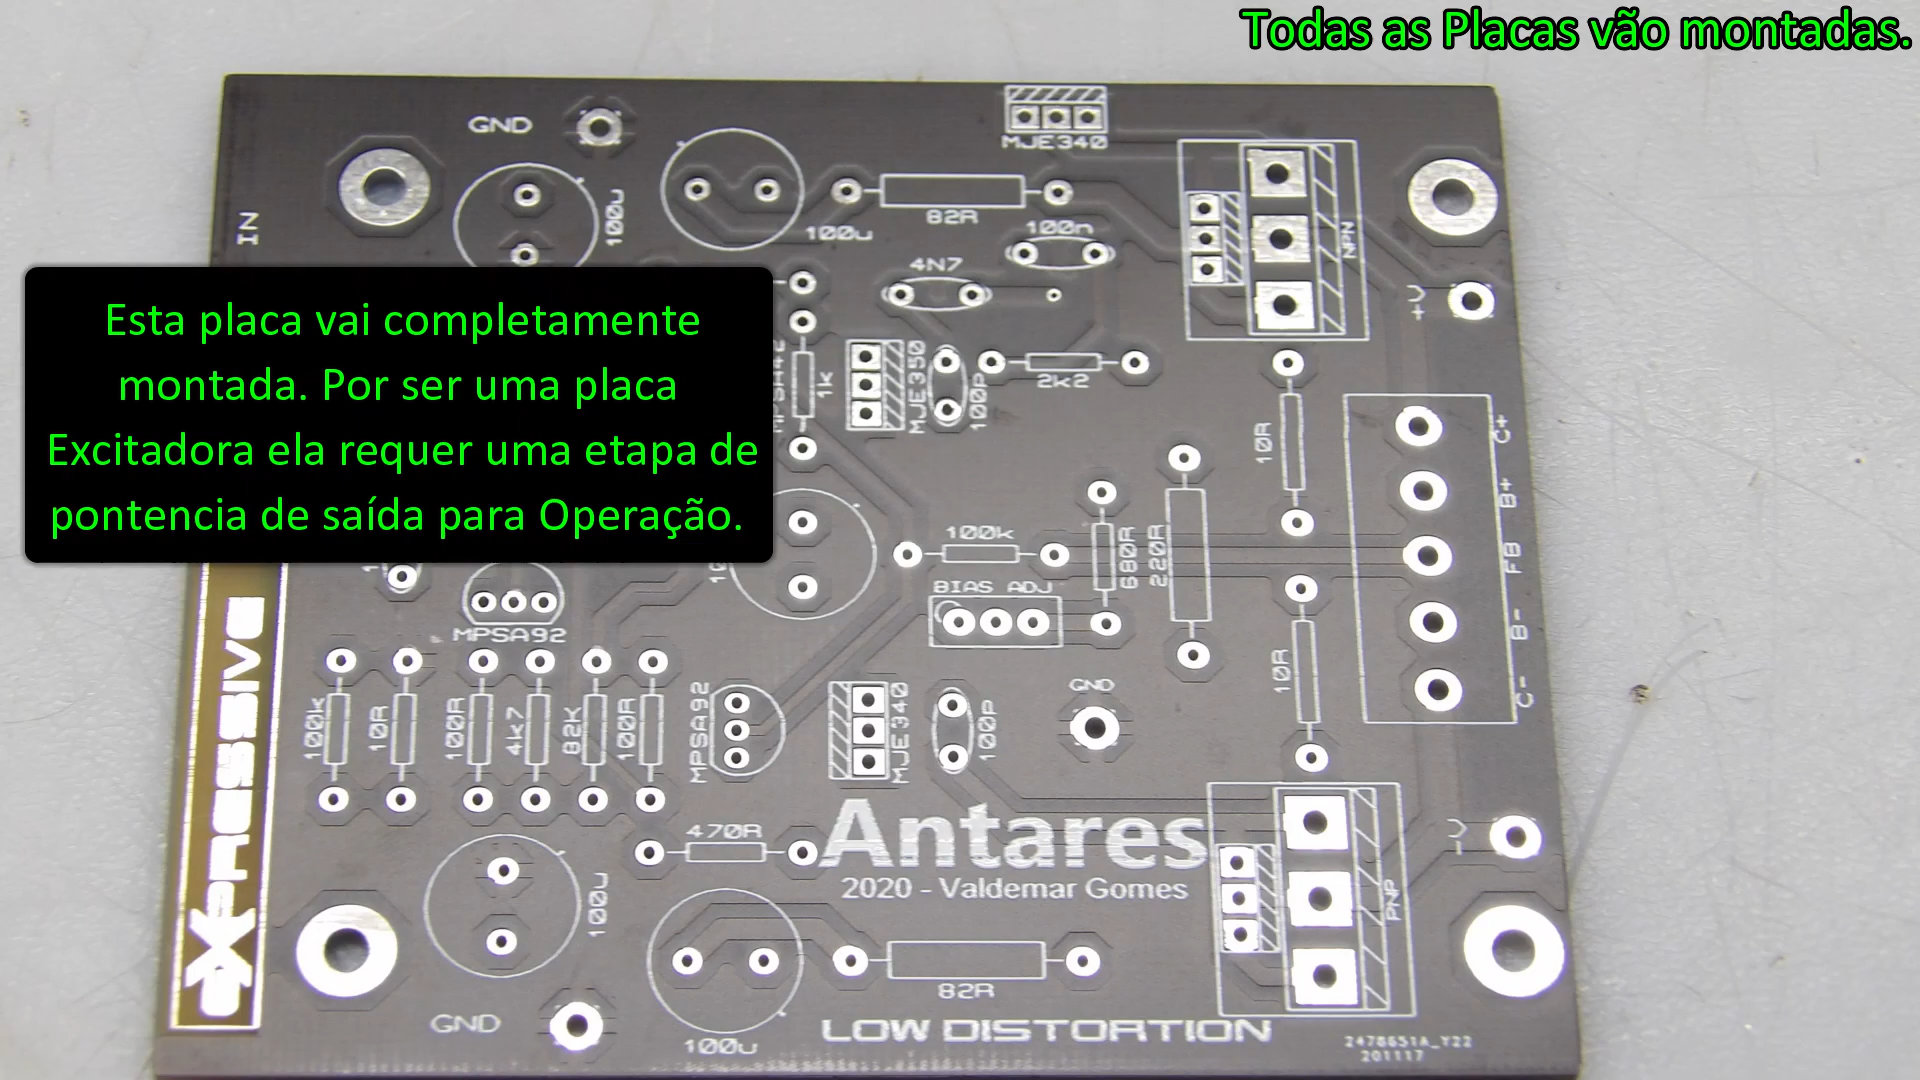 Todas as Placas vão montadas.
GND
MJE340
IN
100u
100u
82R
100n
NPN
4N7
V+
Esta placa vai completamente
montada. Por ser uma placa
Excitadora ela requer uma etapa de
pontencia de saída para Operação.
1k
MJE350
100p
2k2
10R
C+
B+
FB
B-
C-
100k
680R
220R
BIAS ADJ
MPSA92
10R
GND
100k
10R
100R
4k7
82K
100R
MPSA92
MJE340
100p
eXpressive
470R
Antares
2020 - Valdemar Gomes
V-
PNP
100u
82R
GND
100u
LOW DISTORTION
2478651A_Y22
201117